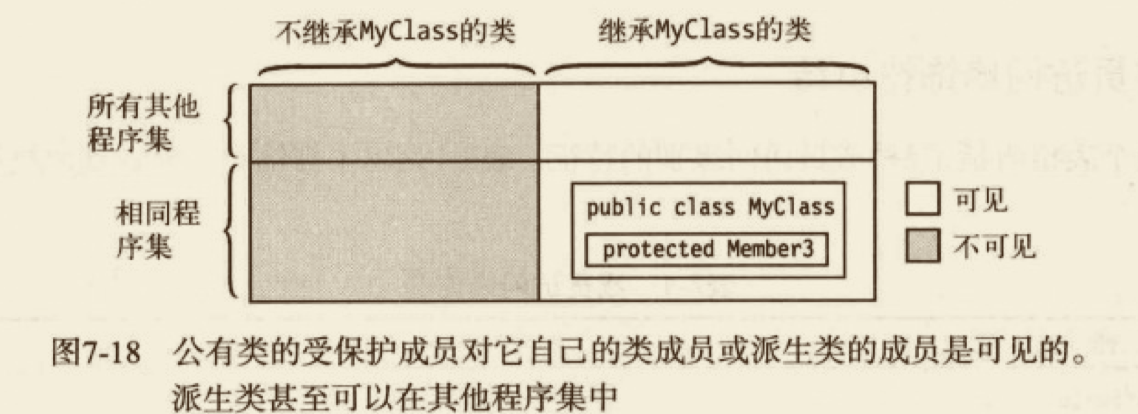 不继承MyClass的类 继承MyClass的类
所有其他
程序集
相同程
序集
public class MyClass
protected Member3
可见
不可见
图7-18 公有类的受保护成员对它自己的类成员或派生类的成员是可见的。
派生类甚至可以在其他程序集中